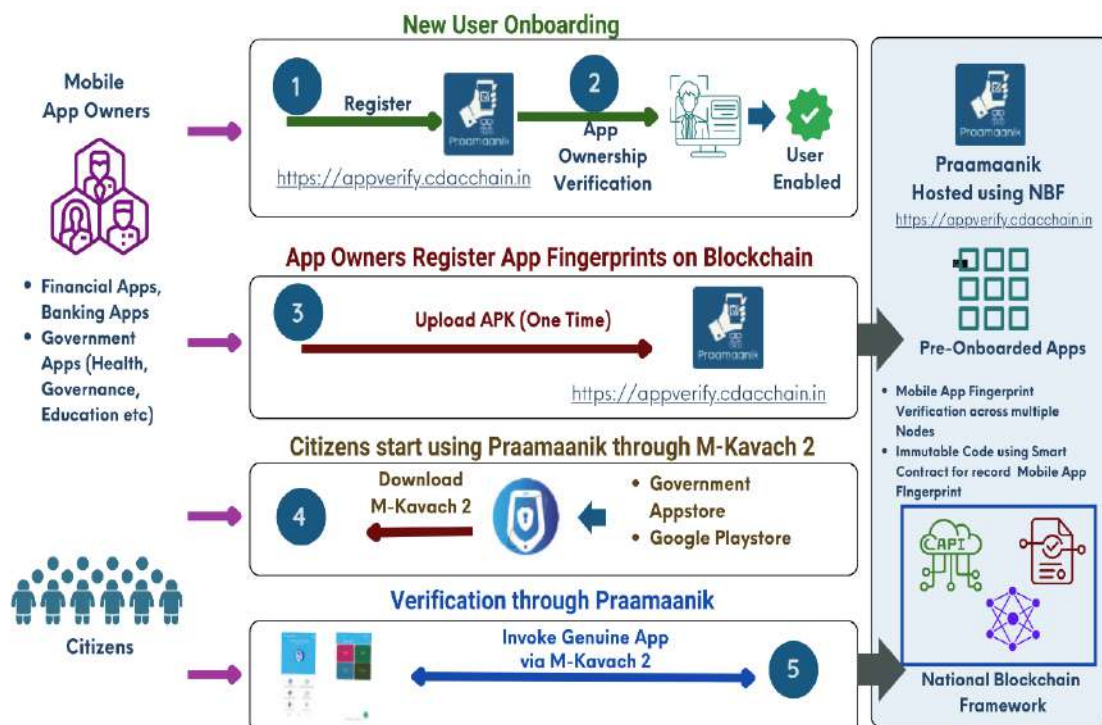 New User Onboarding
Mobile
App Owners
1
Register
Praamaanik
https://appverify.cdacchain.in
2
App
Ownership
Verification
User
Enabled
App Owners Register App Fingerprints on Blockchain
• Financial Apps,
Banking Apps
• Government
Apps (Health,
Governance,
Education etc)
3
Upload APK (One Time)
Praamaanik
https://appverify.cdacchain.in
Citizens start using Praamaanik through M-Kavach 2
4
Download
M-Kavach 2
• Government
Appstore
• Google Playstore
Citizens
Verification through Praamaanik
Invoke Genuine App
via M-Kavach 2
5
Praamaanik
Praamaanik
Hosted using NBF
https://appverify.cdacchain.in
Pre-Onboarded Apps
• Mobile App Fingerprint
Verification across multiple
Nodes
• Immutable Code using Smart
Contract for record Mobile App
FIngerprint
API
National Blockchain
Framework